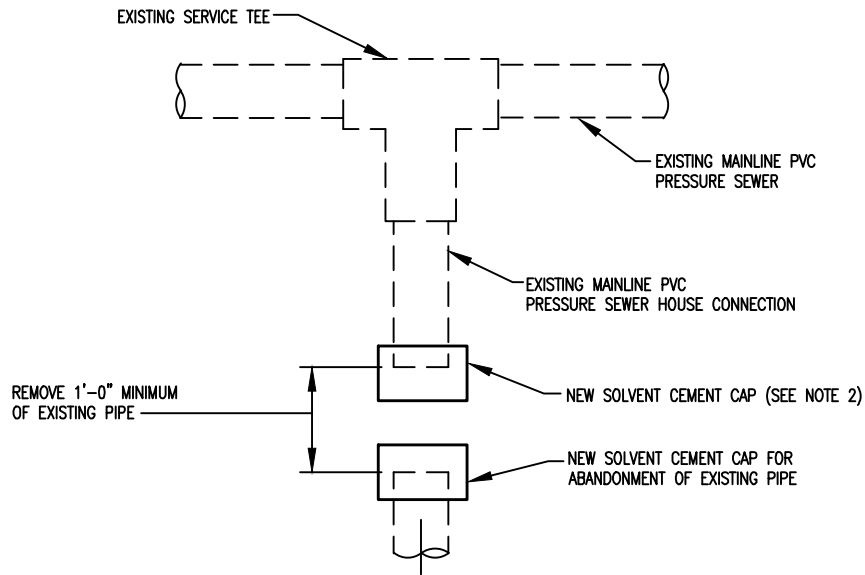 EXISTING SERVICE TEE
EXISTING MAINLINE PVC
PRESSURE SEWER
EXISTING MAINLINE PVC
PRESSURE SEWER HOUSE CONNECTION
REMOVE 1'-0" MINIMUM
OF EXISTING PIPE
NEW SOLVENT CEMENT CAP (SEE NOTE 2)
NEW SOLVENT CEMENT CAP FOR
ABANDONMENT OF EXISTING PIPE